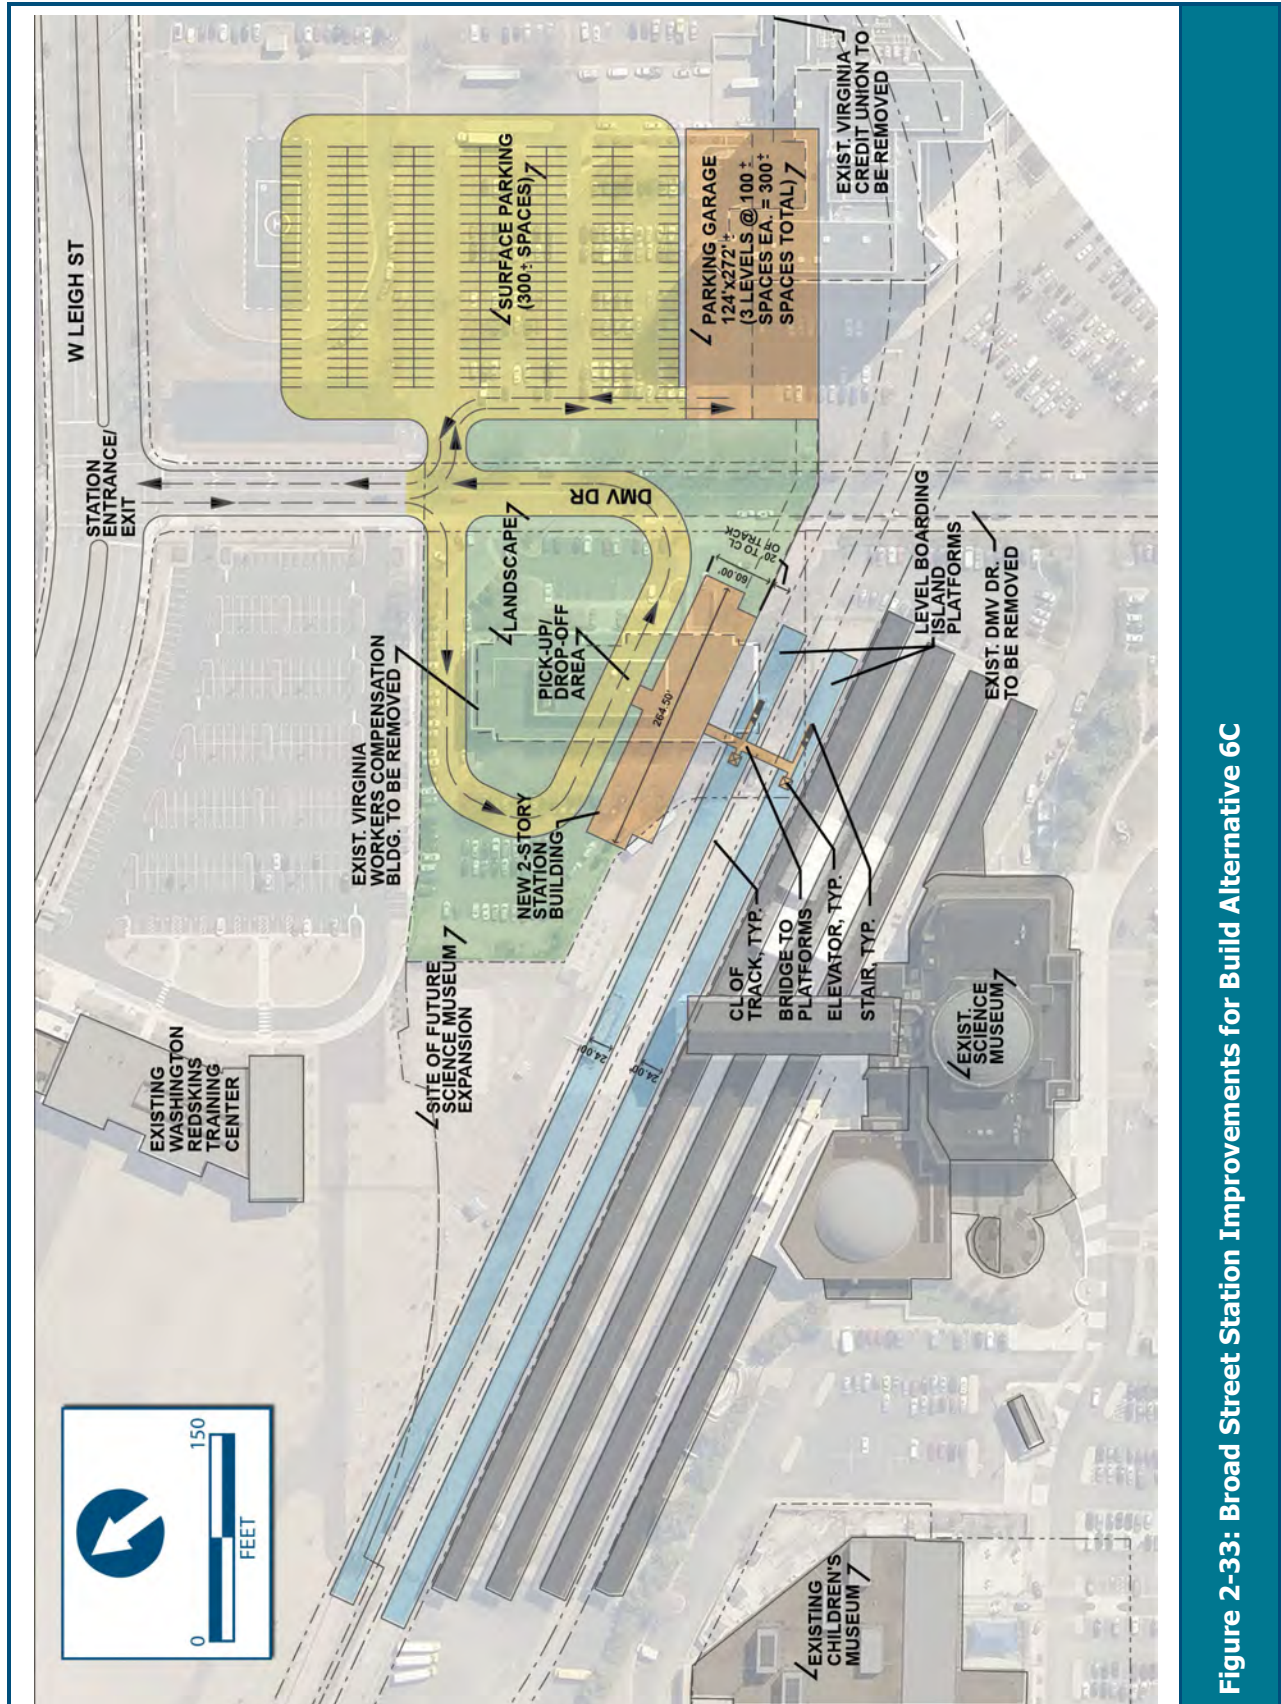 0
150
FEET
EXISTING
WASHINGTON
REDSKINS
TRAINING
CENTER
STATION
ENTRANCE/
EXIT
W LEIGH ST
EXIST. VIRGINIA
WORKERS COMPENSATION
BLDG. TO BE REMOVED
SITE OF FUTURE
SCIENCE MUSEUM
EXPANSION
NEW 2-STORY
STATION
BUILDING
PICK-UP/
DROP-OFF
AREA
LANDSCAPE
DMV DR
SURFACE PARKING
(300± SPACES)
PARKING GARAGE
124'x272'±
(3 LEVELS @ 100 ±
SPACES EA. = 300±
SPACES TOTAL)
EXIST. VIRGINIA
CREDIT UNION TO
BE REMOVED
264.50'
60.00'
20' TO CL
OF TRACK
24.00'
24.00'
CL OF
TRACK, TYP.
BRIDGE TO
PLATFORMS
ELEVATOR, TYP.
STAIR, TYP.
LEVEL BOARDING
ISLAND
PLATFORMS
EXIST. DMV DR.
TO BE REMOVED
EXIST.
SCIENCE
MUSEUM
EXISTING
CHILDREN'S
MUSEUM
Figure 2-33: Broad Street Station Improvements for Build Alternative 6C